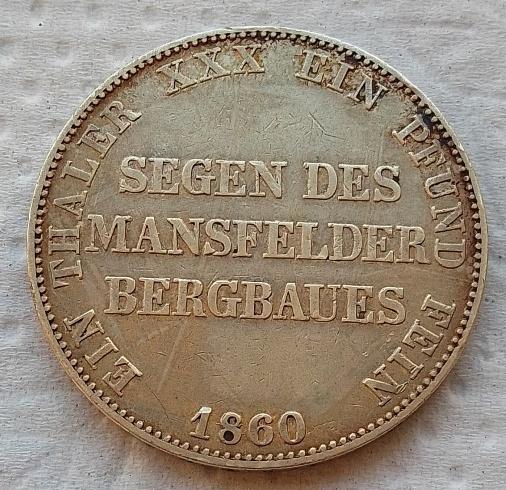 EIN THALER XXX EIN PFUND FEIN
SEGEN DES
MANSFELDER
BERGBAUES
1860